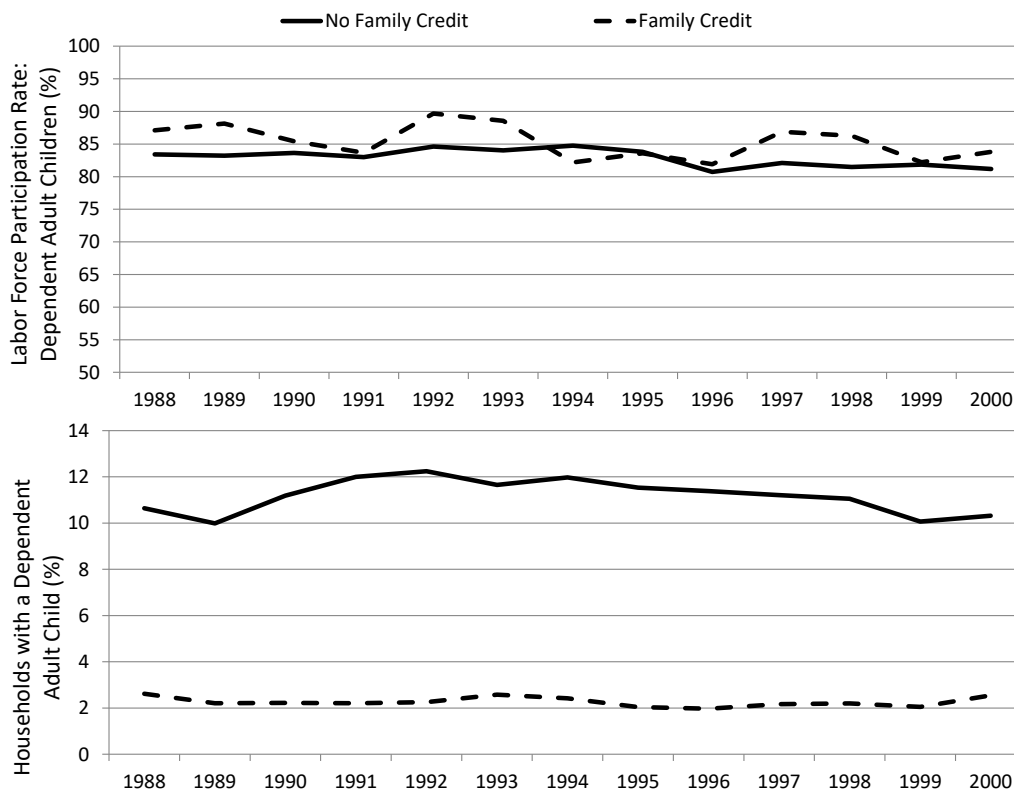 No Family Credit Family Credit
Labor Force Participation Rate:
Dependent Adult Children (%)
100
95
90
85
80
75
70
65
60
55
50
1988 1989 1990 1991 1992 1993 1994 1995 1996 1997 1998 1999 2000
Households with a Dependent
Adult Child (%)
14
12
10
8
6
4
2
0
1988 1989 1990 1991 1992 1993 1994 1995 1996 1997 1998 1999 2000